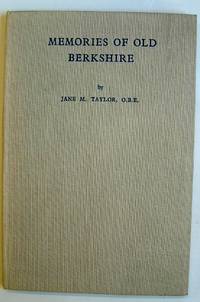 MEMORIES OF OLD
BERKSHIRE
by
JANE M. TAYLOR, O.B.E.